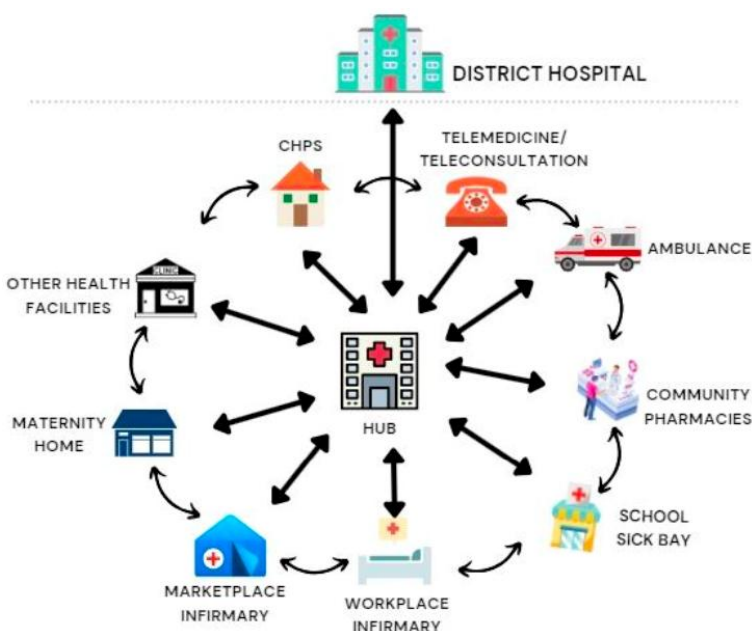 DISTRICT HOSPITAL
CHPS
TELEMEDICINE/
TELECONSULTATION
AMBULANCE
CLINIC
OTHER HEALTH
FACILITIES
HUB
COMMUNITY
PHARMACIES
MATERNITY
HOME
SCHOOL
SICK BAY
MARKETPLACE
INFIRMARY
WORKPLACE
INFIRMARY